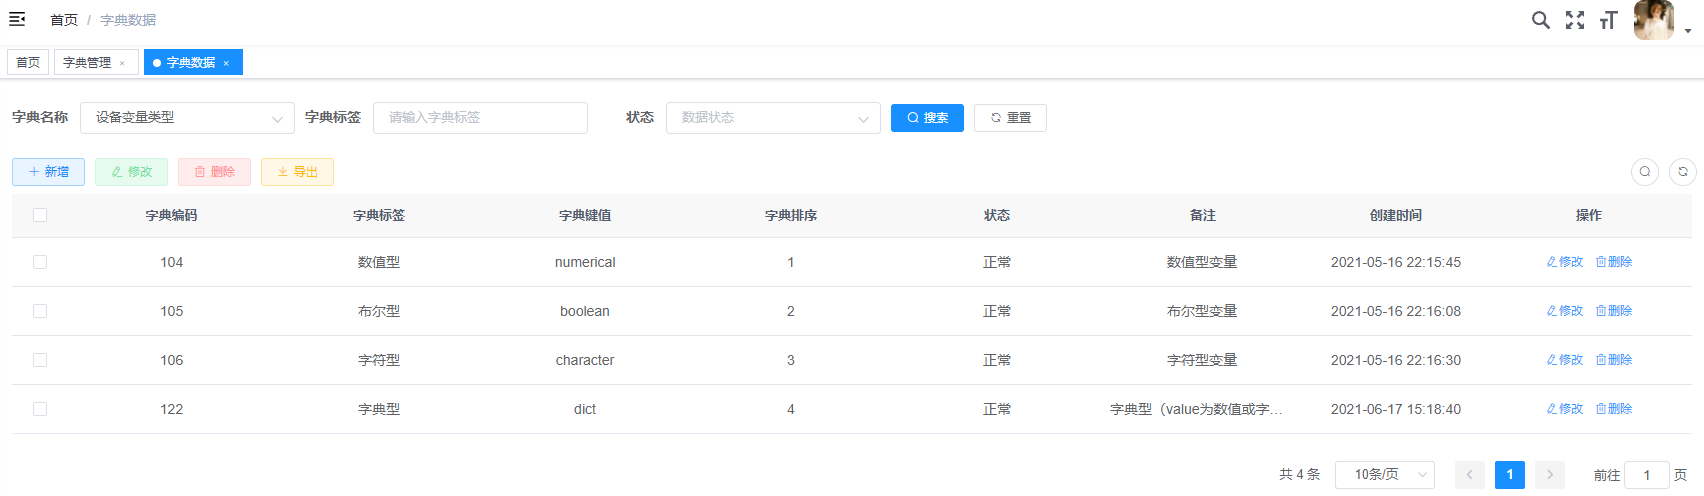 首页 / 字典数据
首页 字典管理 × 字典数据 ×
字典名称 设备变量类型 字典标签 请输入字典标签 状态 数据状态 搜索 重置
新增 修改 删除 导出
字典编码 字典标签 字典键值 字典排序 状态 备注 创建时间 操作
104 数值型 numerical 1 正常 数值型变量 2021-05-16 22:15:45 修改 删除
105 布尔型 boolean 2 正常 布尔型变量 2021-05-16 22:16:08 修改 删除
106 字符型 character 3 正常 字符型变量 2021-05-16 22:16:30 修改 删除
122 字典型 dict 4 正常 字典型（value为数值或字... 2021-06-17 15:18:40 修改 删除
共 4 条 10条/页 1 前往 1 页